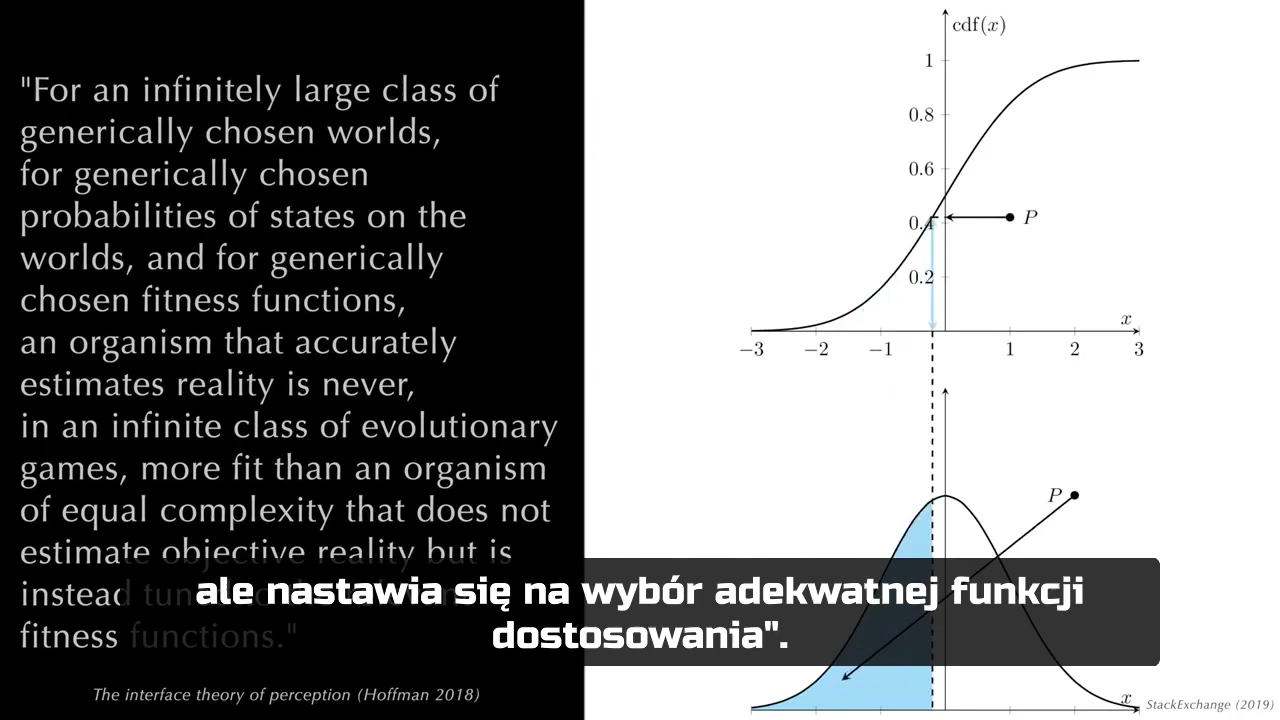 "For an infinitely large class of
generically chosen worlds,
for generically chosen
probabilities of states on the
worlds, and for generically
chosen fitness functions,
an organism that accurately
estimates reality is never,
in an infinite class of evolutionary
games, more fit than an organism
of equal complexity that does not
estimate objective reality but is
instead
fitness functions."
The interface theory of perception (Hoffman 2018)
cdf(x)
1
0.8
0.6
0.4
0.2
P
x
−3 −2 −1 1 2 3
P
x
StackExchange (2019)
ale nastawia się na wybór adekwatnej funkcji
dostosowania".